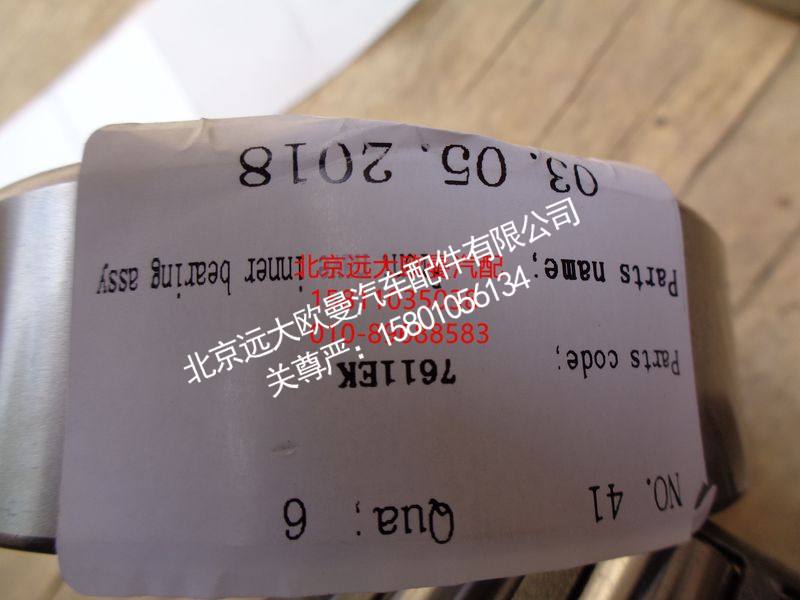 NO. 41 Qua; 6
Parts code; 7611EK
Parts name; inner bearing assy
03. 05. 2018
北京远大欧曼汽配
北京远大欧曼汽车配件有限公司
关尊严：15801056134